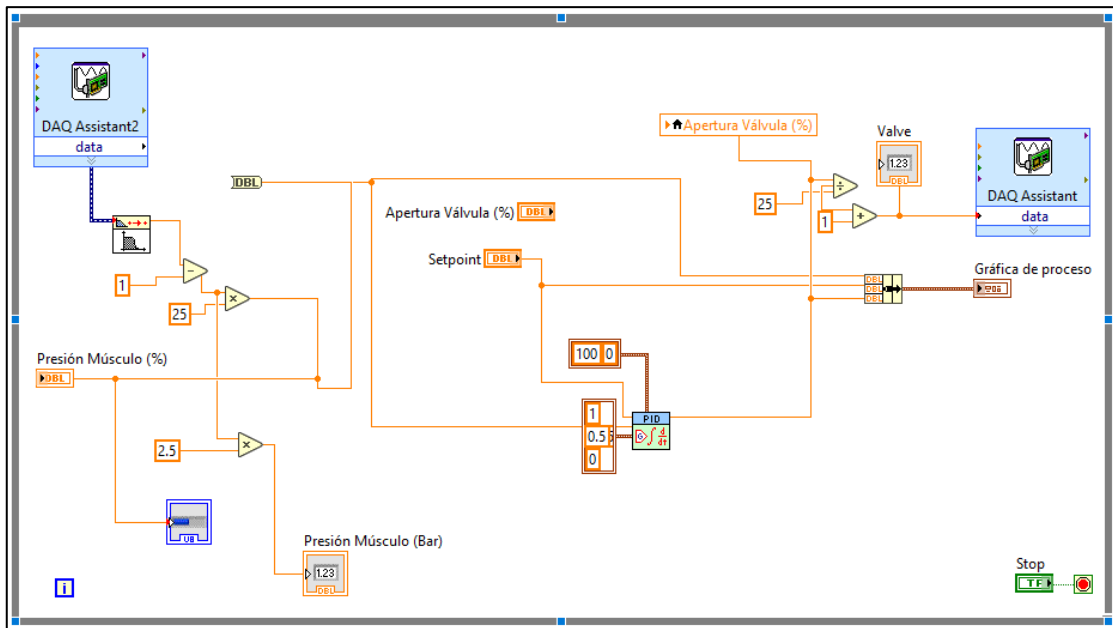 DAQ Assistant2
data
1
25
Presión Músculo (%)
DBL
2.5
U8
Presión Músculo (Bar)
1.23
DBL
i
DBL
Apertura Válvula (%)
DBL
Setpoint
DBL
100 0
1
0.5
0
PID
Apertura Válvula (%)
25
1
Valve
1.23
DBL
DAQ Assistant
data
DBL
DBL
DBL
Gráfica de proceso
Stop
TF